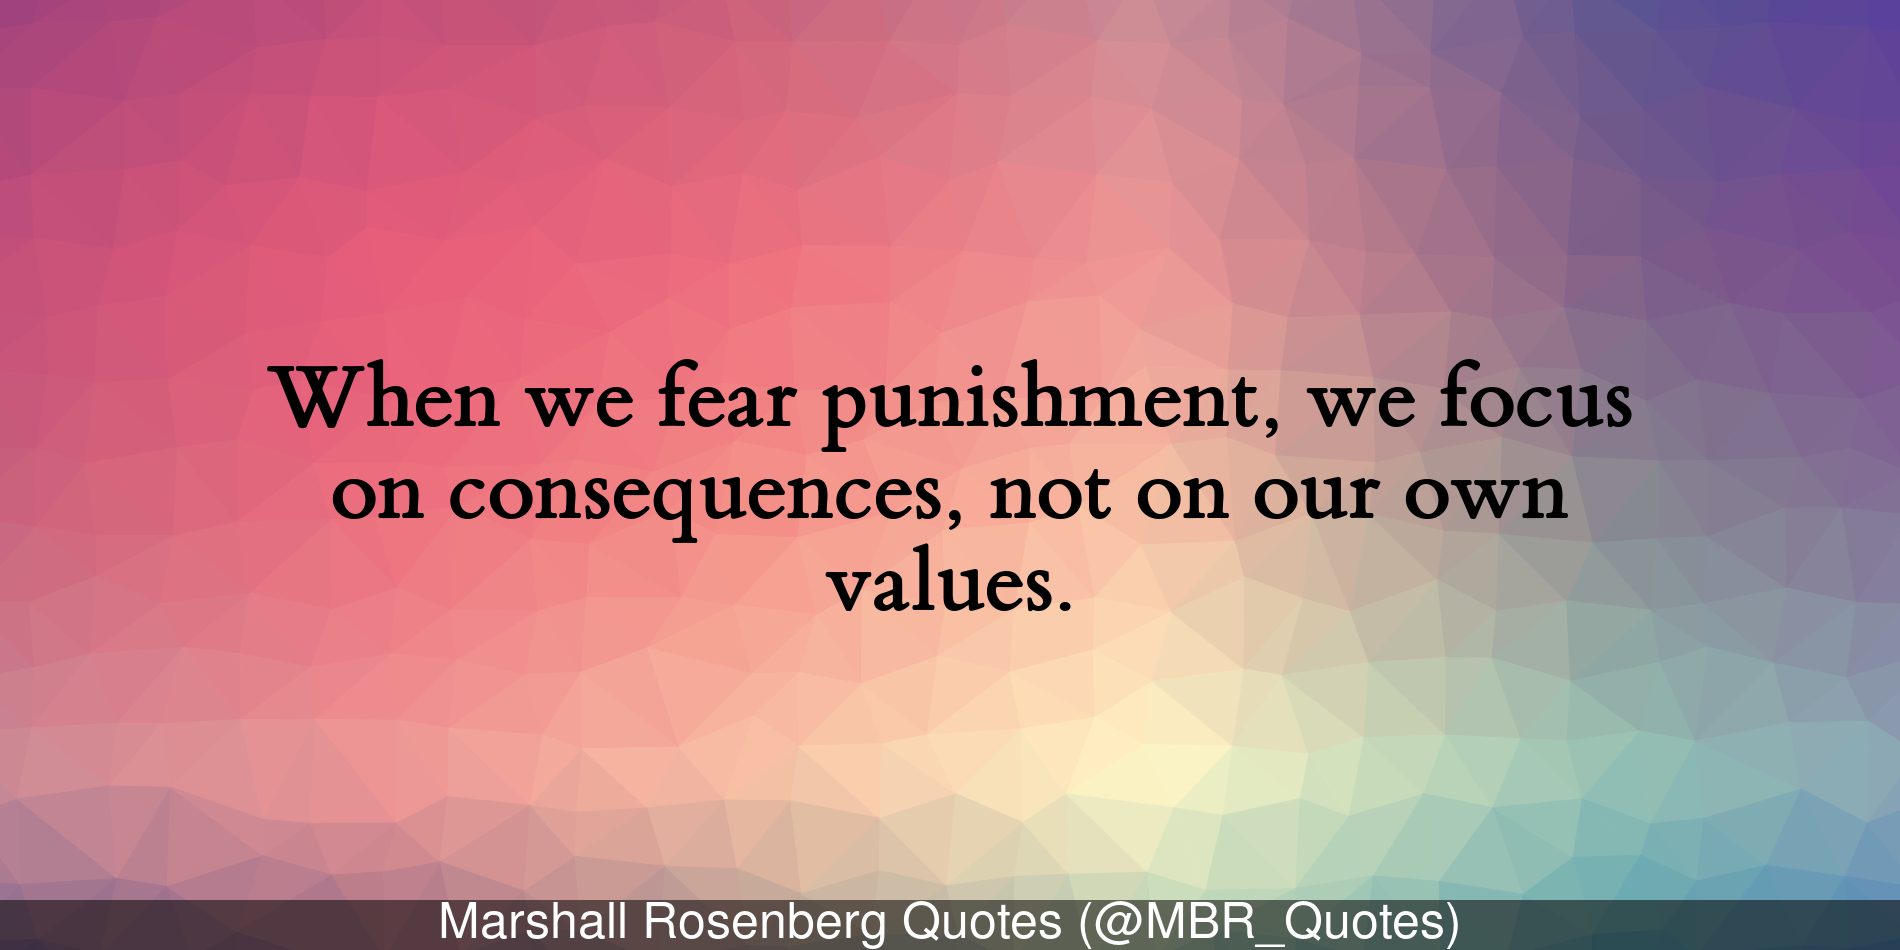 When we fear punishment, we focus
on consequences, not on our own
values.
Marshall Rosenberg Quotes (@MBR_Quotes)